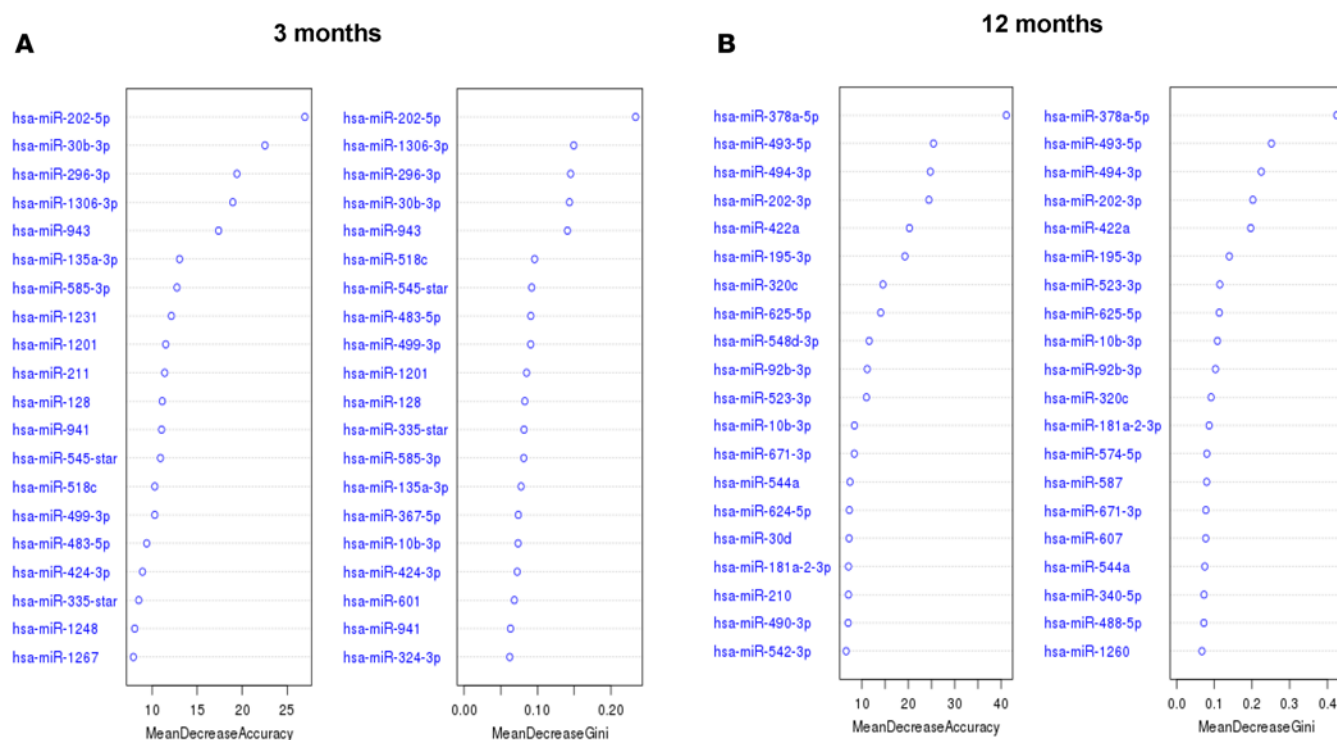 A
3 months
hsa-miR-202-5p
hsa-miR-30b-3p
hsa-miR-296-3p
hsa-miR-1306-3p
hsa-miR-943
hsa-miR-135a-3p
hsa-miR-585-3p
hsa-miR-1231
hsa-miR-1201
hsa-miR-211
hsa-miR-128
hsa-miR-941
hsa-miR-545-star
hsa-miR-518c
hsa-miR-499-3p
hsa-miR-483-5p
hsa-miR-424-3p
hsa-miR-335-star
hsa-miR-1248
hsa-miR-1267
10 15 20 25
MeanDecreaseAccuracy
hsa-miR-202-5p
hsa-miR-1306-3p
hsa-miR-296-3p
hsa-miR-30b-3p
hsa-miR-943
hsa-miR-518c
hsa-miR-545-star
hsa-miR-483-5p
hsa-miR-499-3p
hsa-miR-1201
hsa-miR-128
hsa-miR-335-star
hsa-miR-585-3p
hsa-miR-135a-3p
hsa-miR-367-5p
hsa-miR-10b-3p
hsa-miR-424-3p
hsa-miR-601
hsa-miR-941
hsa-miR-324-3p
0.00 0.10 0.20
MeanDecreaseGini
B
12 months
hsa-miR-378a-5p
hsa-miR-493-5p
hsa-miR-494-3p
hsa-miR-202-3p
hsa-miR-422a
hsa-miR-195-3p
hsa-miR-320c
hsa-miR-625-5p
hsa-miR-548d-3p
hsa-miR-92b-3p
hsa-miR-523-3p
hsa-miR-10b-3p
hsa-miR-671-3p
hsa-miR-544a
hsa-miR-624-5p
hsa-miR-30d
hsa-miR-181a-2-3p
hsa-miR-210
hsa-miR-490-3p
hsa-miR-542-3p
10 20 30 40
MeanDecreaseAccuracy
hsa-miR-378a-5p
hsa-miR-493-5p
hsa-miR-494-3p
hsa-miR-202-3p
hsa-miR-422a
hsa-miR-195-3p
hsa-miR-523-3p
hsa-miR-625-5p
hsa-miR-10b-3p
hsa-miR-92b-3p
hsa-miR-320c
hsa-miR-181a-2-3p
hsa-miR-574-5p
hsa-miR-587
hsa-miR-671-3p
hsa-miR-607
hsa-miR-544a
hsa-miR-340-5p
hsa-miR-488-5p
hsa-miR-1260
0.0 0.1 0.2 0.3 0.4
MeanDecreaseGini